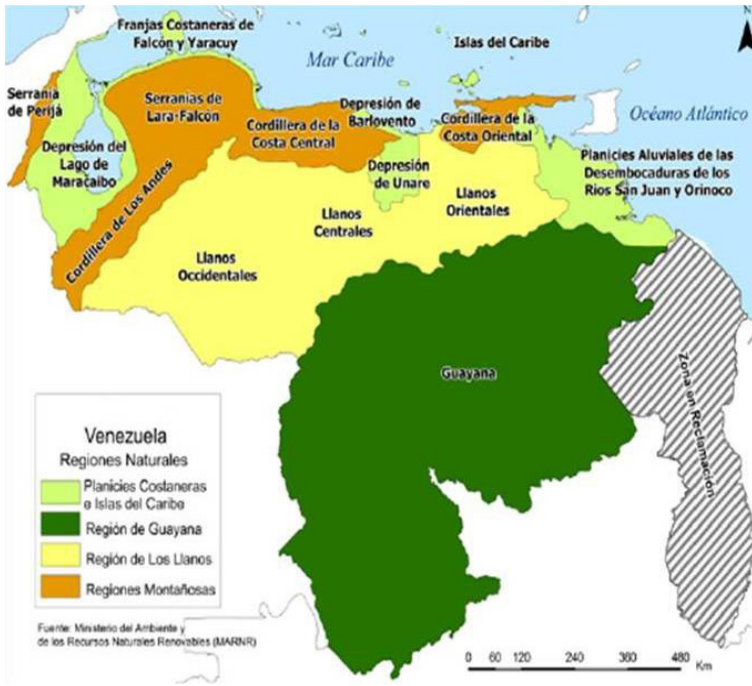 Franjas Costaneras de
Falcón y Yaracuy
Mar Caribe
Islas del Caribe
N
Serranía
de Perijá
Serranías de
Lara-Falcón
Depresión de
Barlovento
Cordillera de la
Costa Central
Cordillera de la
Costa Oriental
Océano Atlántico
Depresión del
Lago de
Maracaibo
Depresión
de Unare
Planicies Aluviales de las
Desembocaduras de los
Ríos San Juan y Orinoco
Cordillera de Los Andes
Llanos
Occidentales
Llanos
Centrales
Llanos
Orientales
Guayana
Zona en Reclamación
Venezuela
Regiones Naturales
Planicies Costaneras
e Islas del Caribe
Región de Guayana
Región de Los Llanos
Regiones Montañosas
Fuente: Ministerio del Ambiente y
de los Recursos Naturales Renovables (MARNR)
0 60 120 240 360 480
Km